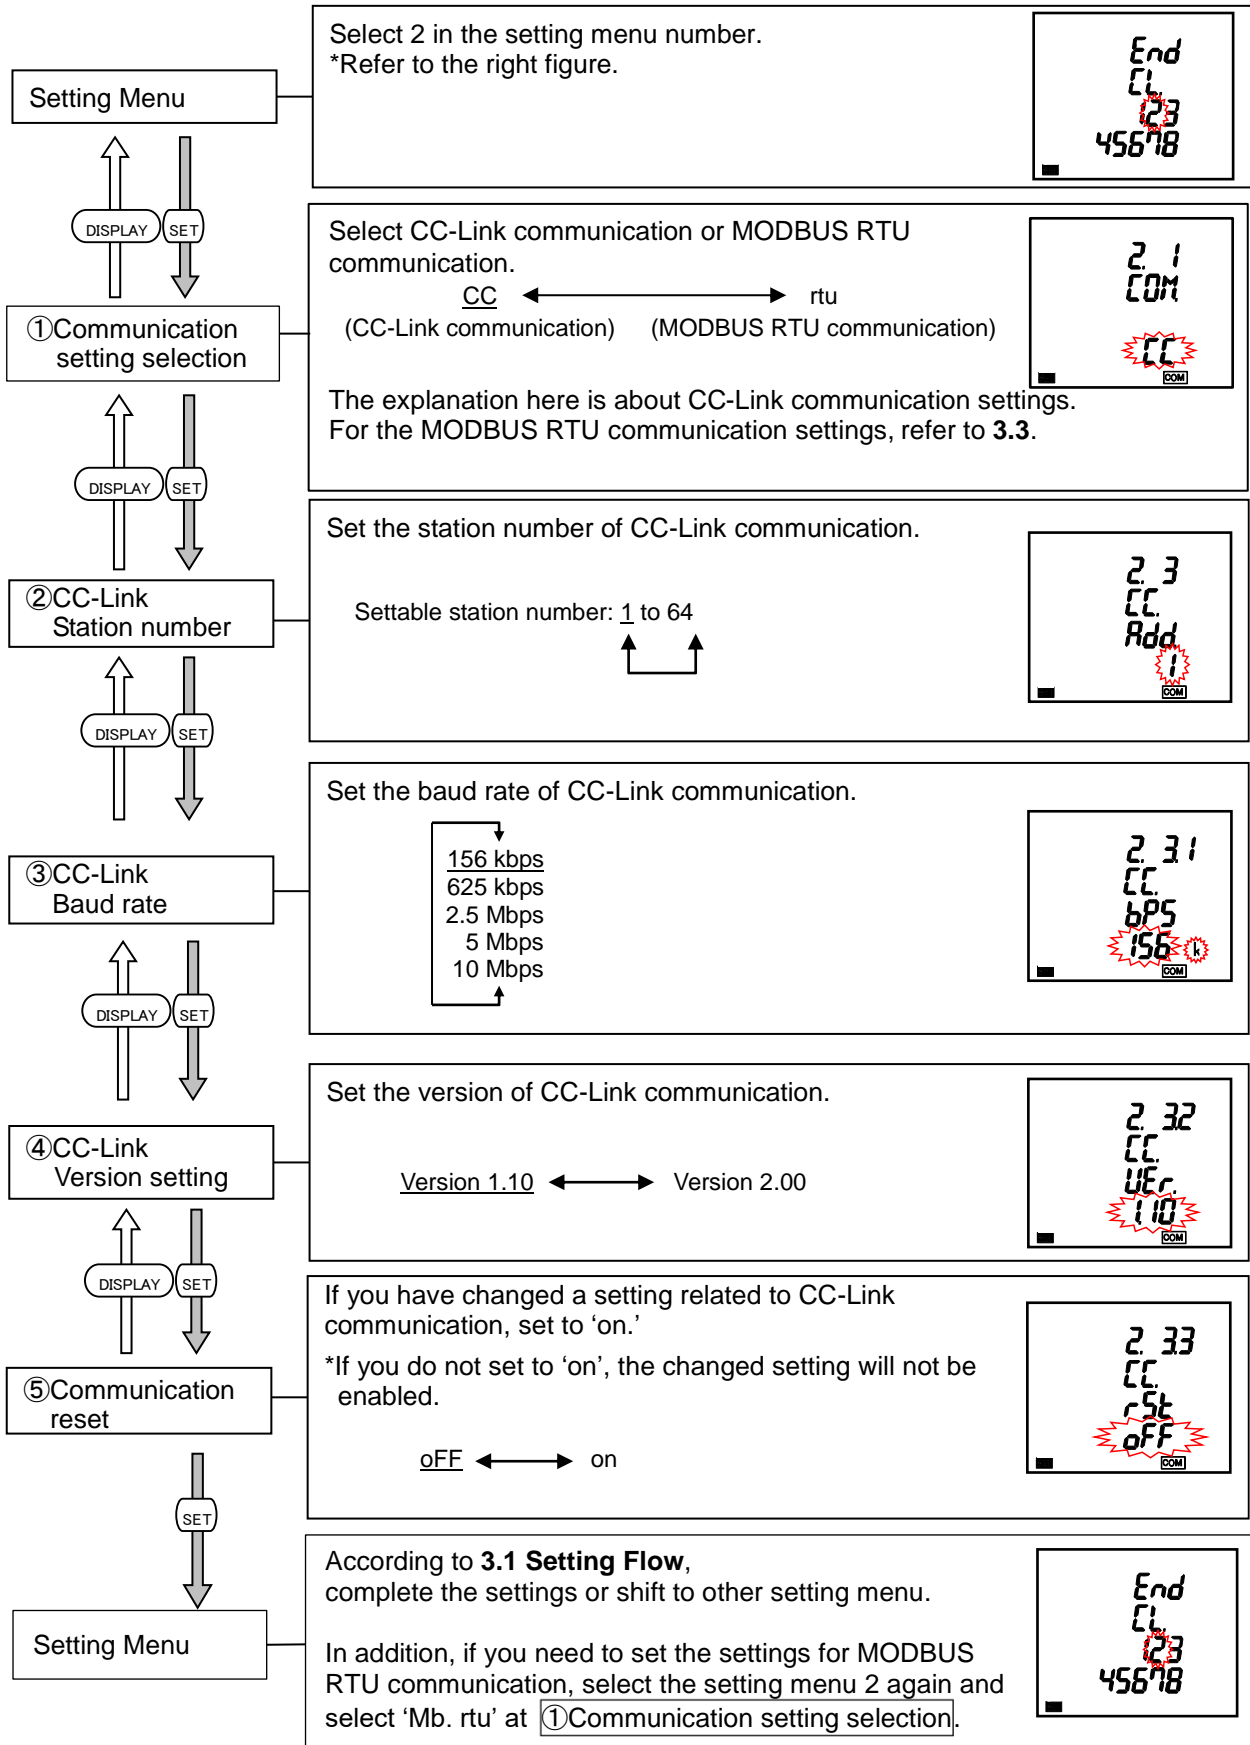 Setting Menu
Select 2 in the setting menu number.
*Refer to the right figure.
End
CL.
123
45678
DISPLAY SET
①Communication
setting selection
Select CC-Link communication or MODBUS RTU
communication.
CC rtu
(CC-Link communication) (MODBUS RTU communication)
The explanation here is about CC-Link communication settings.
For the MODBUS RTU communication settings, refer to 3.3.
2. 1
COM.
CC
COM
DISPLAY SET
②CC-Link
Station number
Set the station number of CC-Link communication.
Settable station number: 1 to 64
2. 3
CC.
Add.
1
COM
DISPLAY SET
③CC-Link
Baud rate
Set the baud rate of CC-Link communication.
156 kbps
625 kbps
2.5 Mbps
5 Mbps
10 Mbps
2. 3.1
CC.
bPS
156 k
COM
DISPLAY SET
④CC-Link
Version setting
Set the version of CC-Link communication.
Version 1.10 Version 2.00
2. 3.2
CC.
VEr.
1.10
COM
DISPLAY SET
⑤Communication
reset
If you have changed a setting related to CC-Link
communication, set to ‘on.’
*If you do not set to ‘on’, the changed setting will not be
enabled.
oFF on
2. 3.3
CC.
rSt
oFF
COM
SET
Setting Menu
According to 3.1 Setting Flow,
complete the settings or shift to other setting menu.
In addition, if you need to set the settings for MODBUS
RTU communication, select the setting menu 2 again and
select ‘Mb. rtu’ at ①Communication setting selection.
End
CL.
123
45678